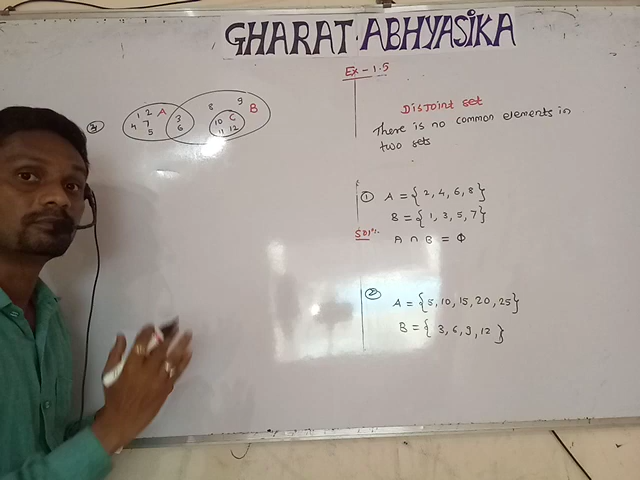 GHARAT. ABHYASIKA
EX-1.5
1 2 A
4 7
5
3
6
8 9 B
10 C
11 12
Disjoint set
There is no common elements in
two sets
① A = {2, 4, 6, 8}
B = {1, 3, 5, 7}
Soln:-
A ∩ B = Φ
② A = {5, 10, 15, 20, 25}
B = {3, 6, 9, 12}